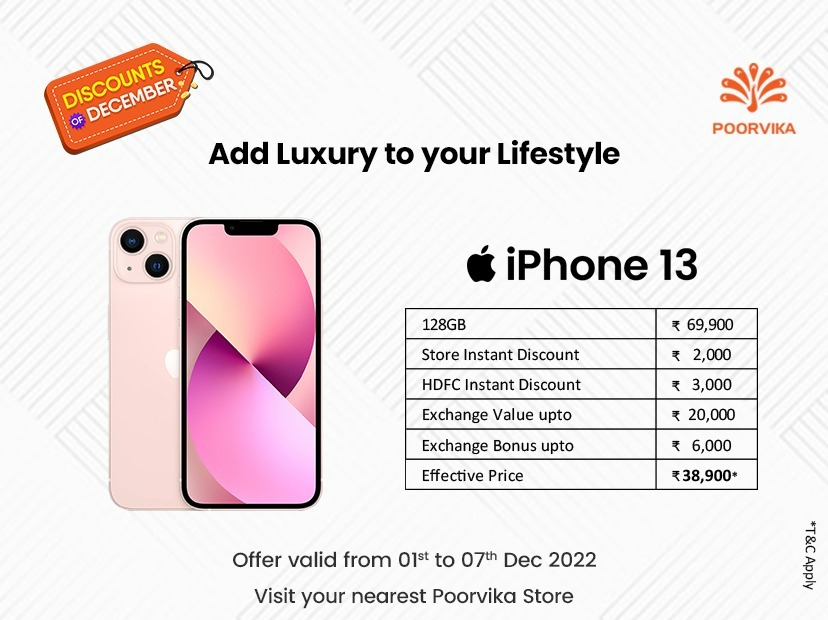 DISCOUNTS
OF DECEMBER
POORVIKA
Add Luxury to your Lifestyle
iPhone 13
128GB ₹ 69,900
Store Instant Discount ₹ 2,000
HDFC Instant Discount ₹ 3,000
Exchange Value upto ₹ 20,000
Exchange Bonus upto ₹ 6,000
Effective Price ₹38,900*
*T&C Apply
Offer valid from 01st to 07th Dec 2022
Visit your nearest Poorvika Store